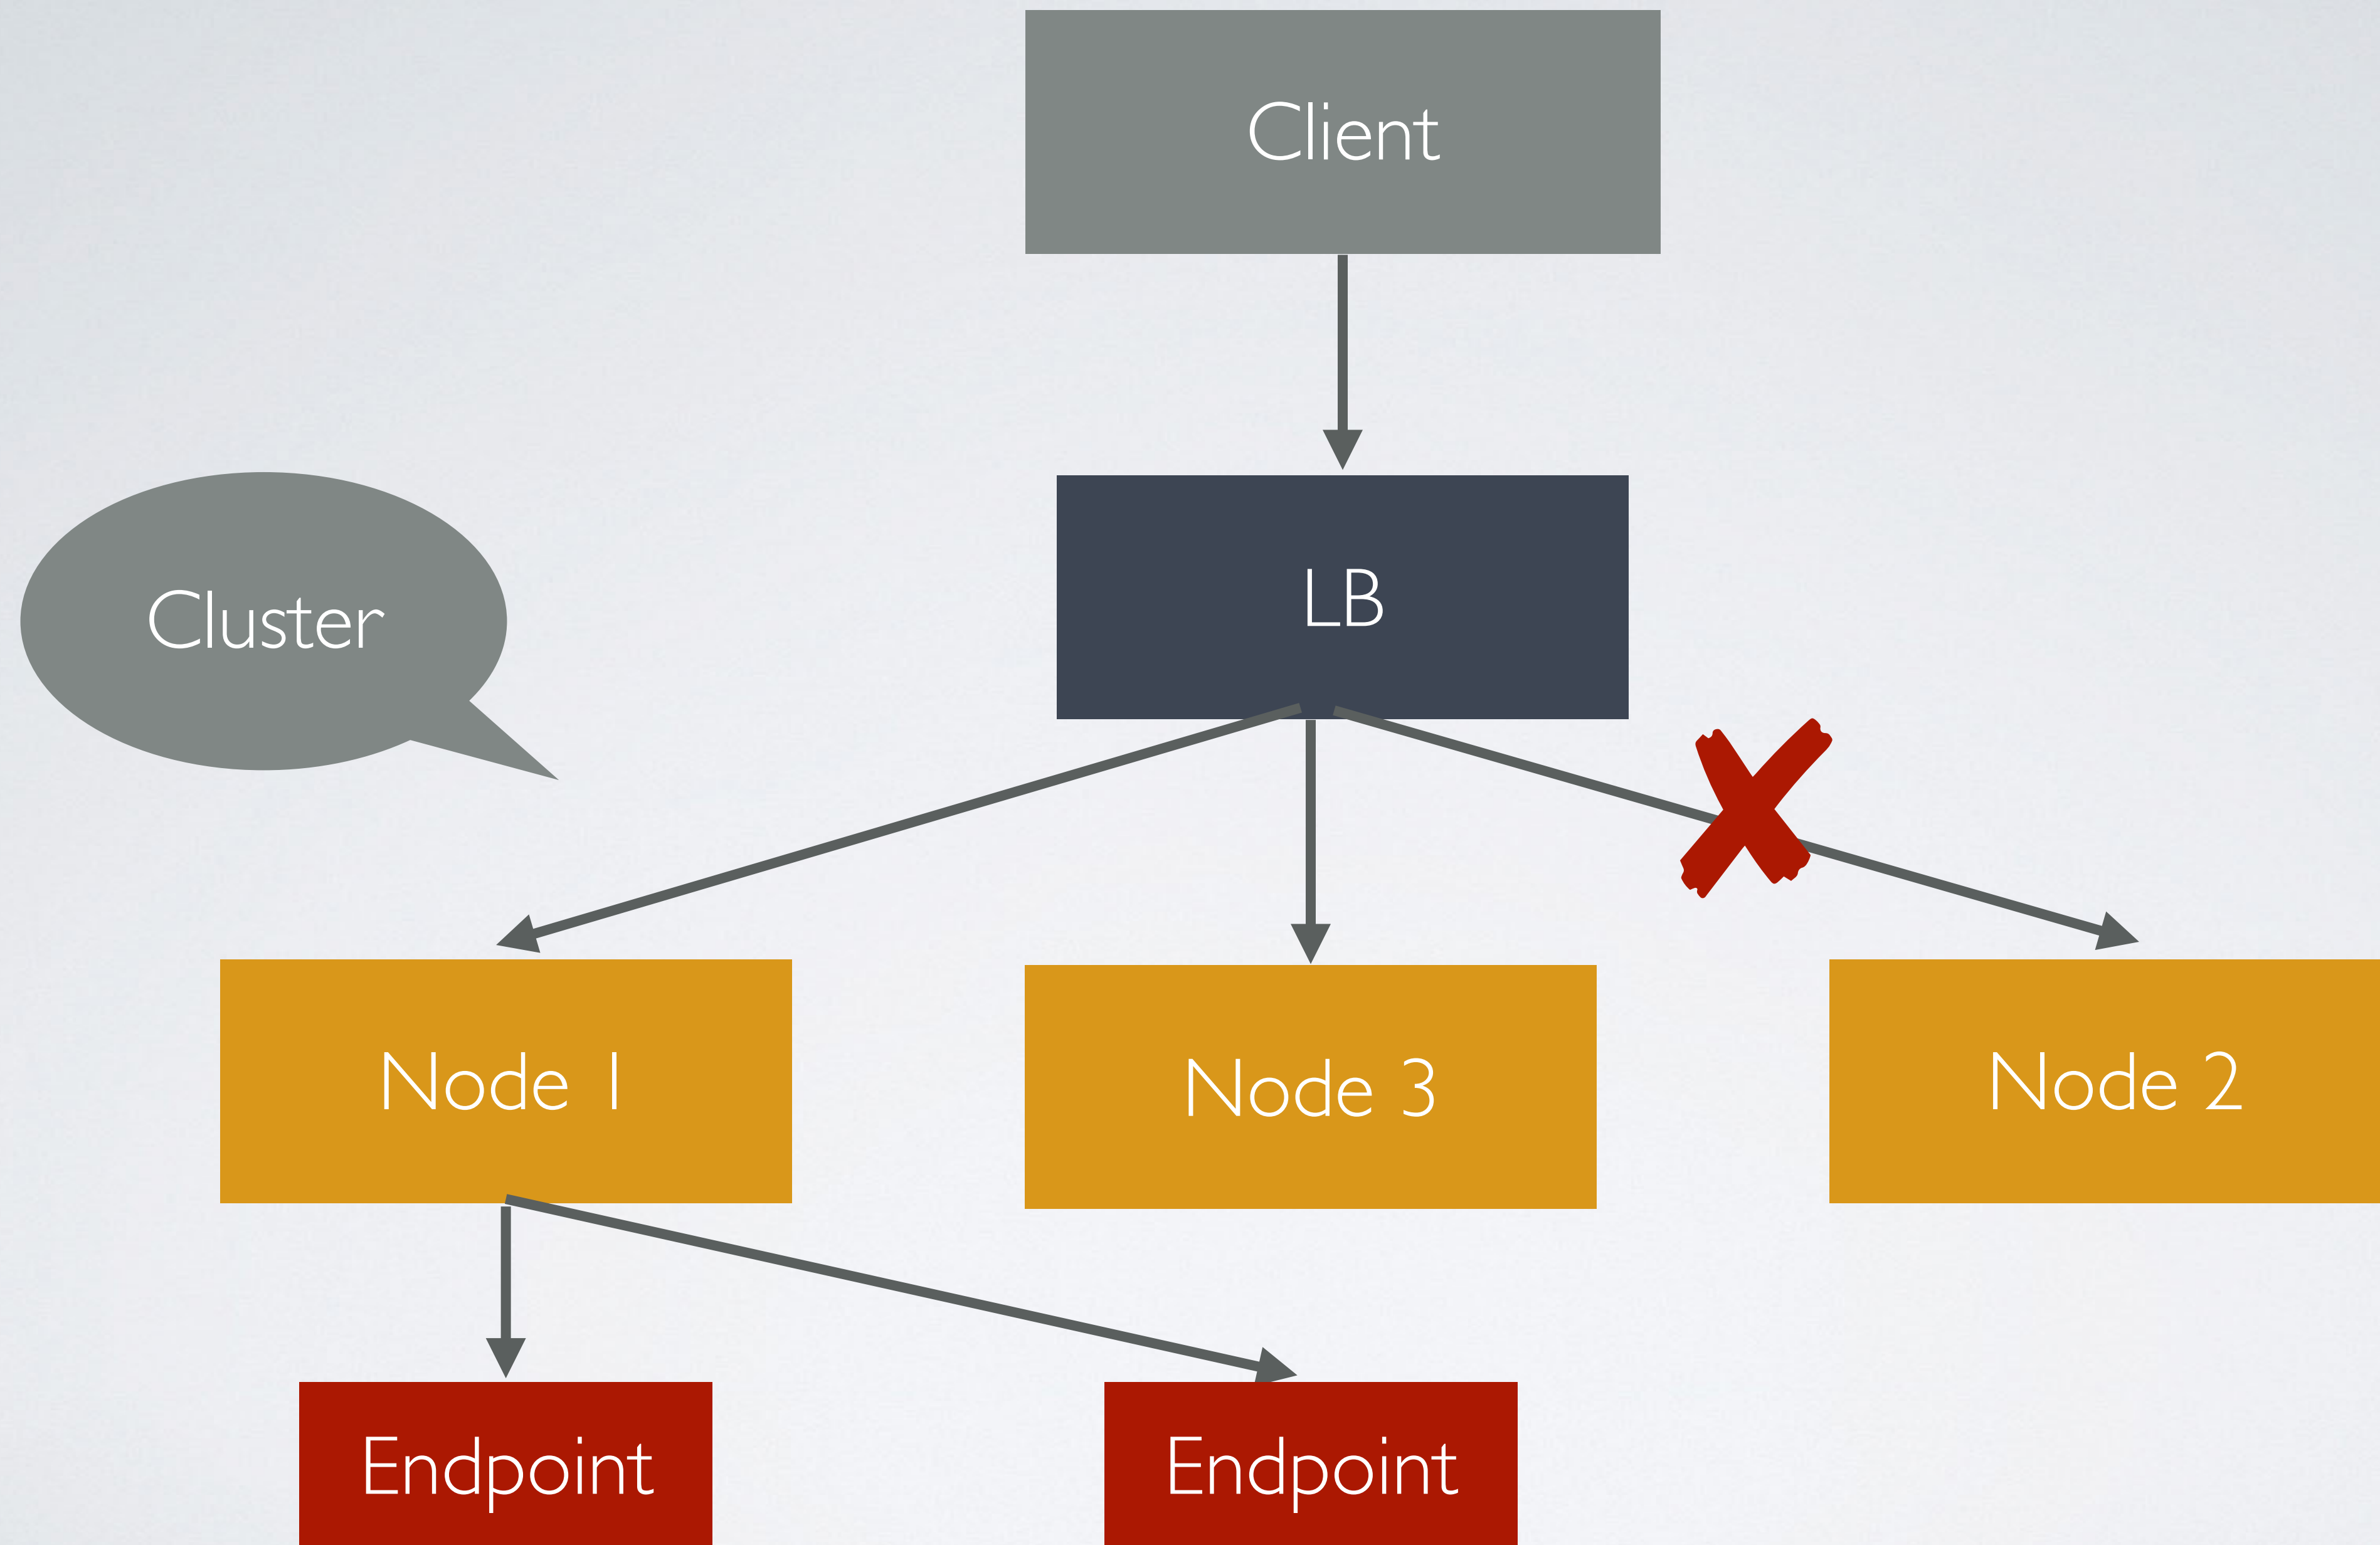 Client
LB
Cluster
Node 1
Node 3
Node 2
Endpoint
Endpoint